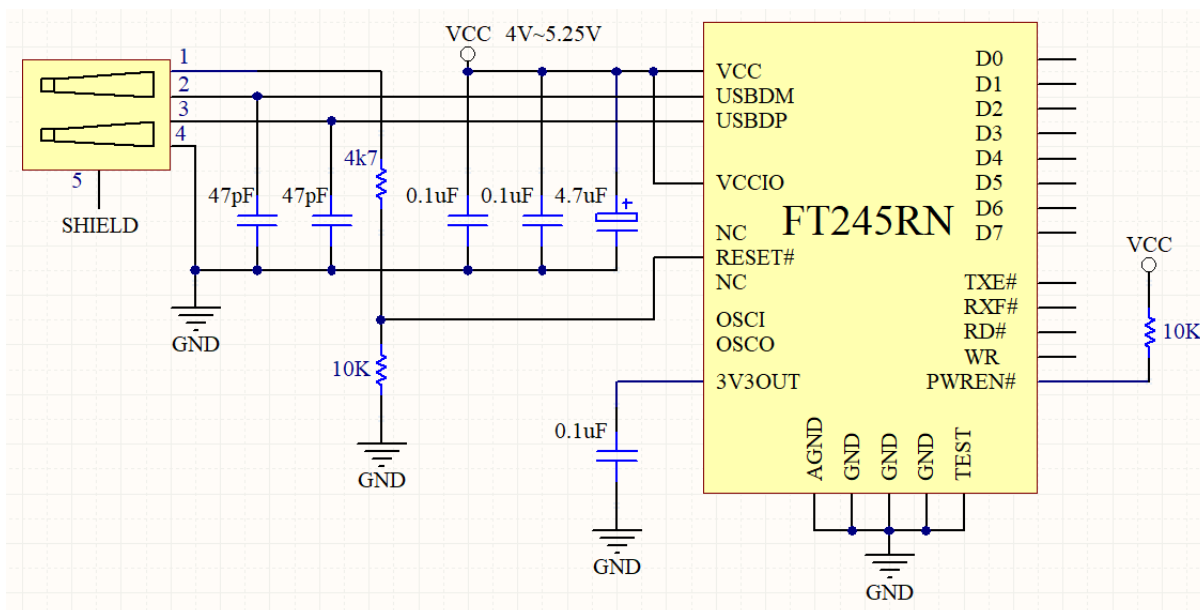 VCC 4V~5.25V
1
2
3
4
5
SHIELD
GND
47pF
47pF
4k7
10K
GND
0.1uF
0.1uF
4.7uF
+
0.1uF
GND
FT245RN
VCC
USBDM
USBDP
VCCIO
NC
RESET#
NC
OSCI
OSCO
3V3OUT
AGND
GND
GND
GND
TEST
GND
D0
D1
D2
D3
D4
D5
D6
D7
TXE#
RXF#
RD#
WR
PWREN#
VCC
10K